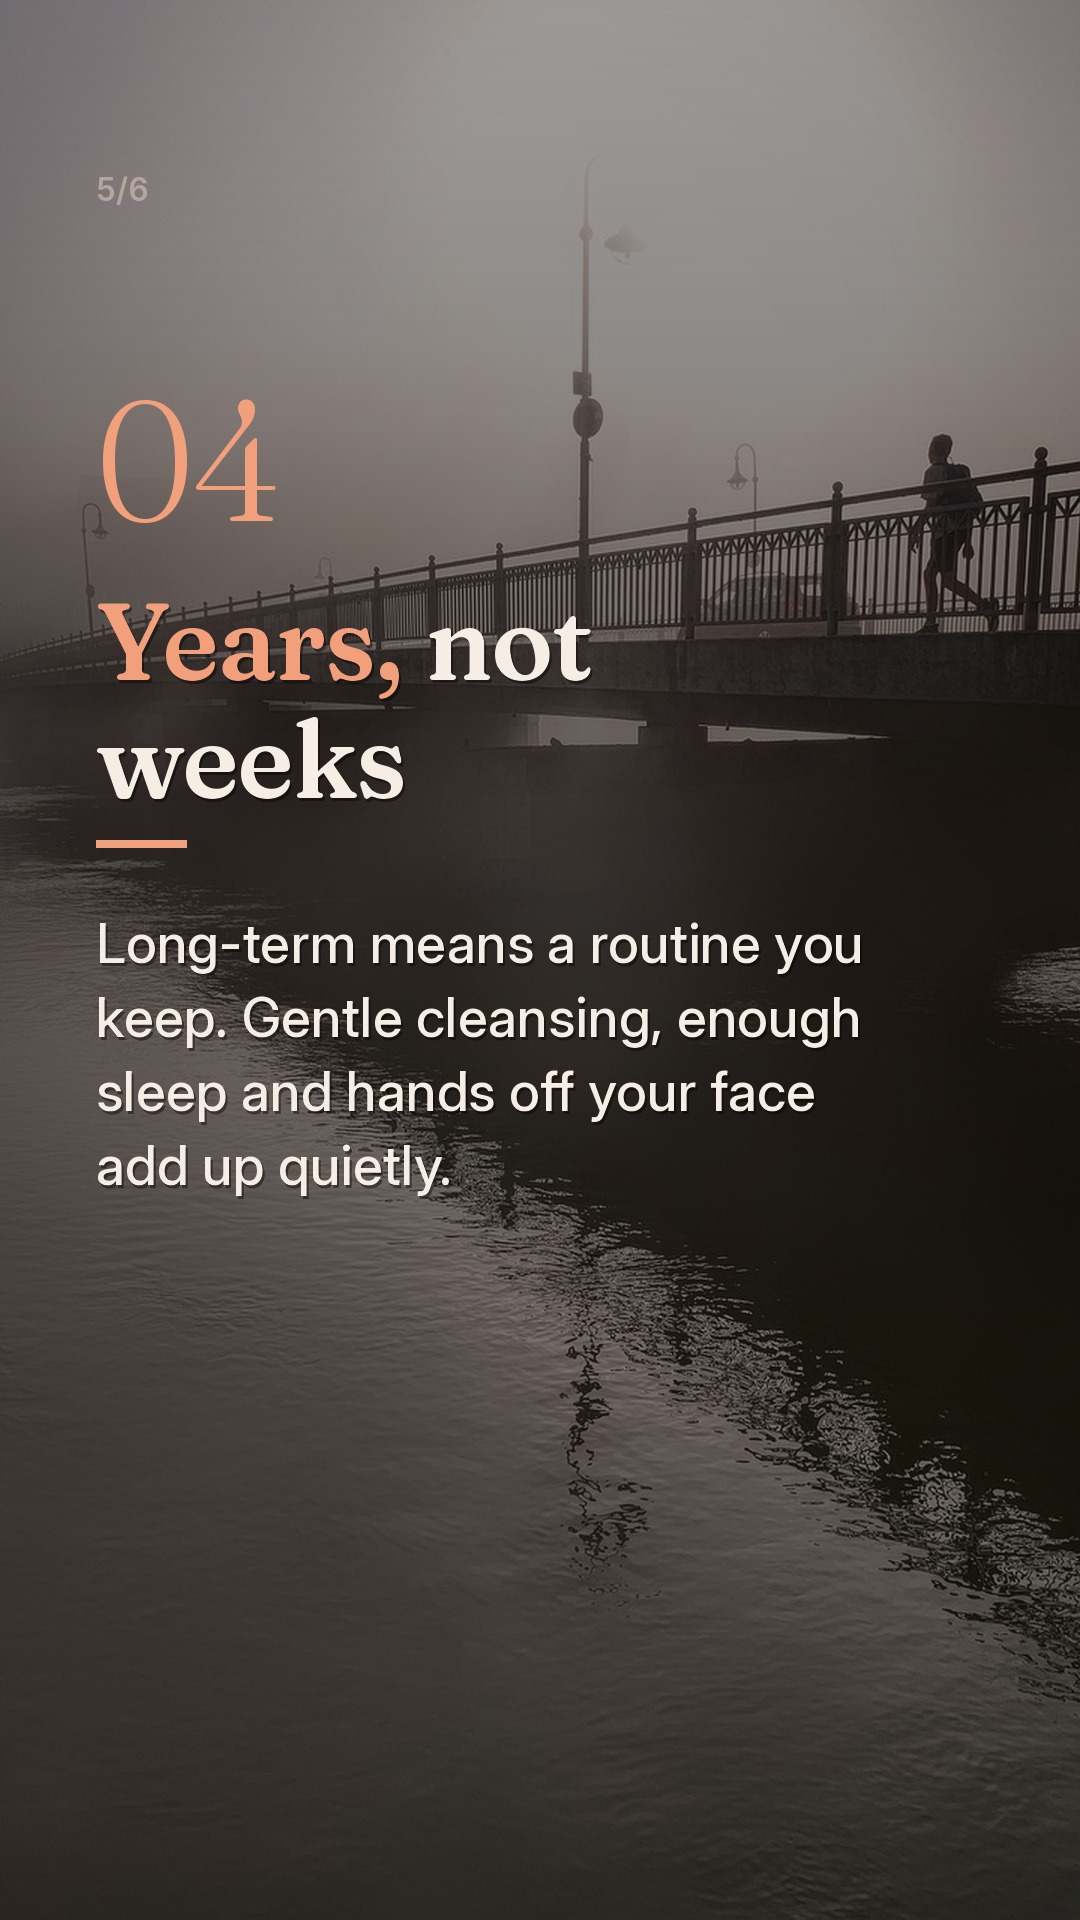 5/6
04
Years, not
weeks
Long-term means a routine you
keep. Gentle cleansing, enough
sleep and hands off your face
add up quietly.